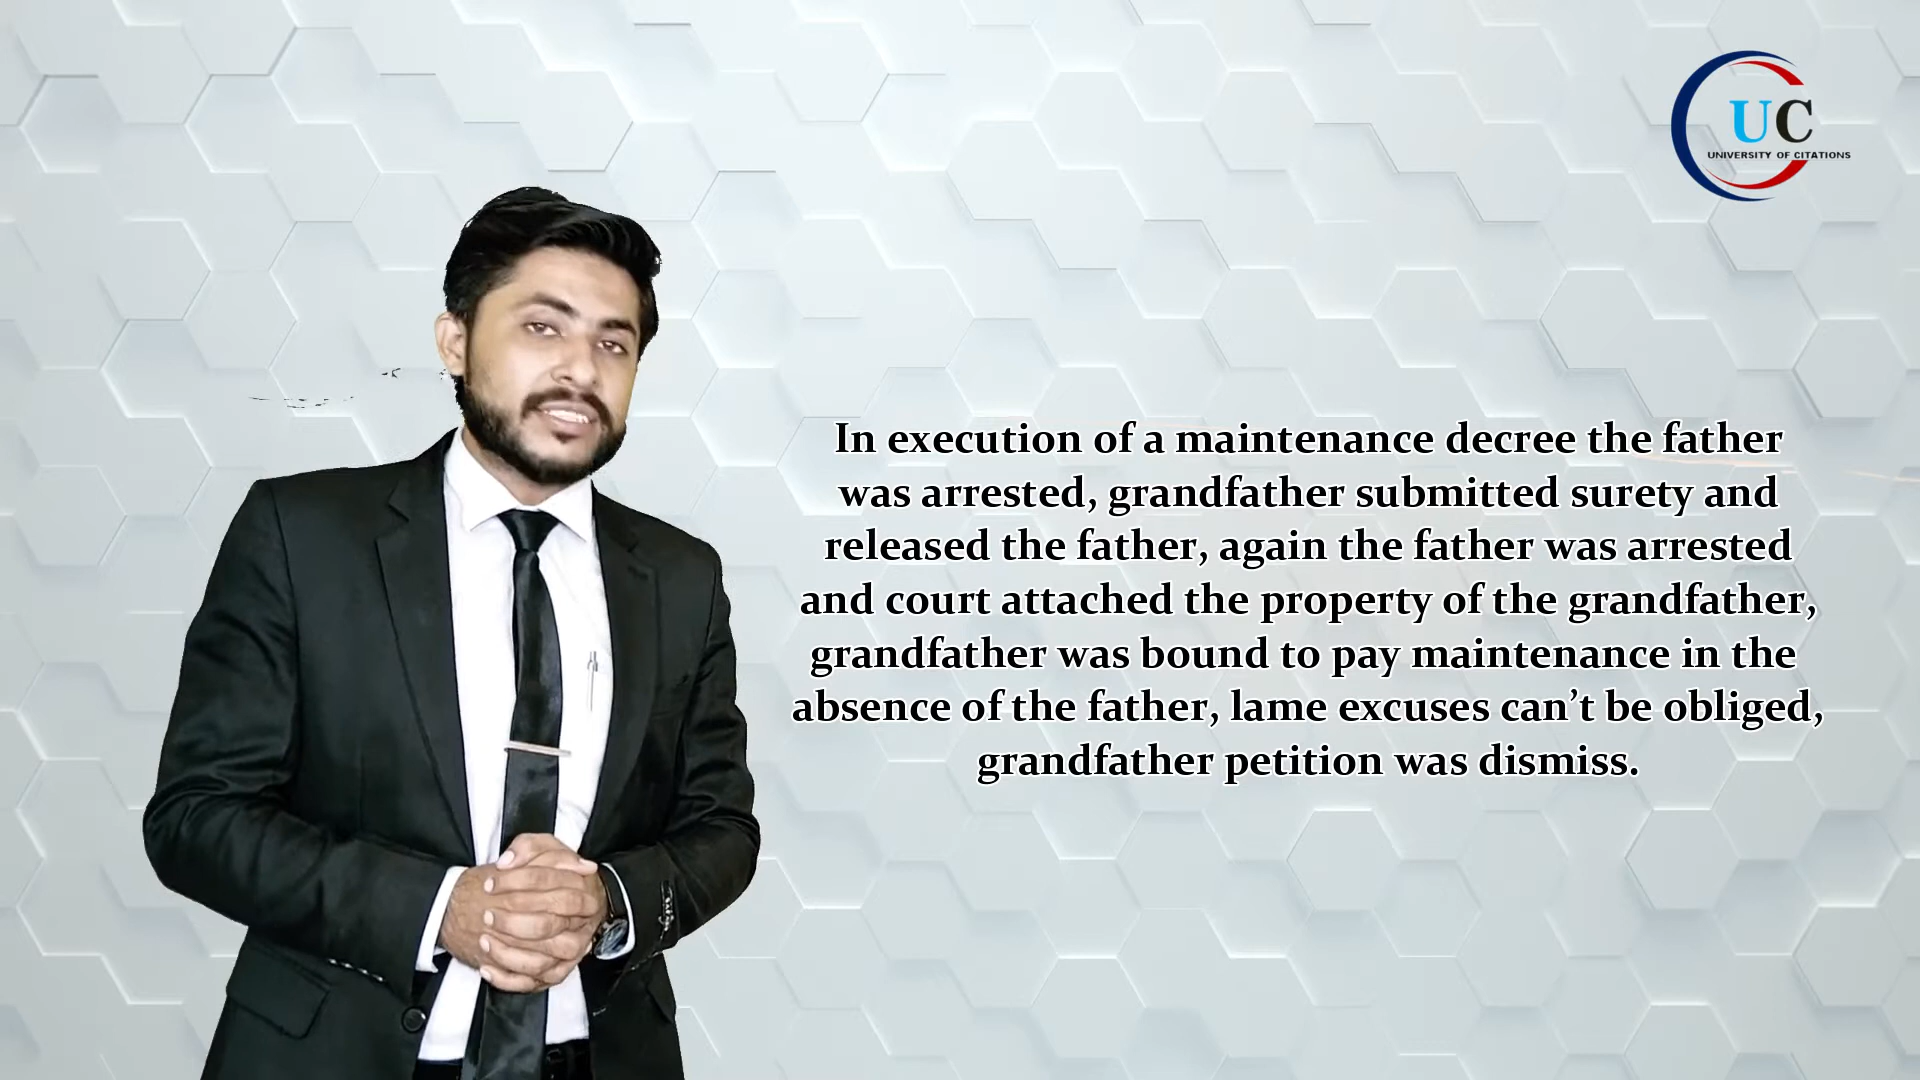 UC
UNIVERSITY OF CITATIONS
In execution of a maintenance decree the father
was arrested, grandfather submitted surety and
released the father, again the father was arrested
and court attached the property of the grandfather,
grandfather was bound to pay maintenance in the
absence of the father, lame excuses can’t be obliged,
grandfather petition was dismiss.